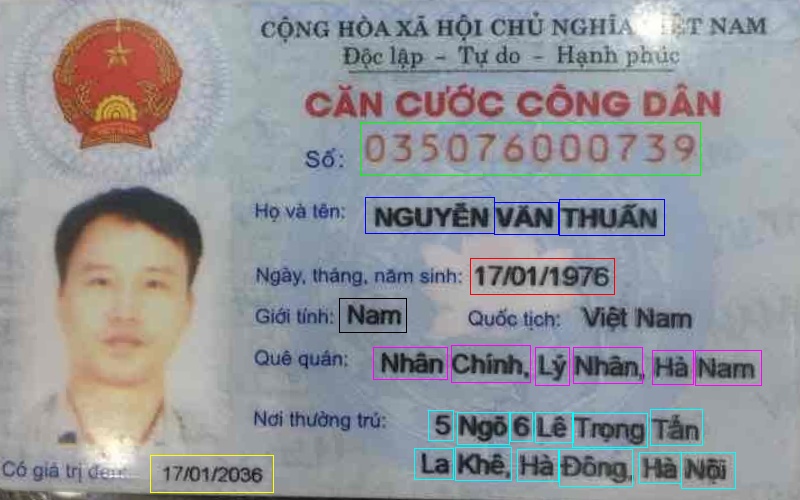 CỘNG HÒA XÃ HỘI CHỦ NGHĨA VIỆT NAM
Độc lập - Tự do - Hạnh phúc
CĂN CƯỚC CÔNG DÂN
Số: 035076000739
Họ và tên: NGUYỄN VĂN THUẤN
Ngày, tháng, năm sinh: 17/01/1976
Giới tính: Nam Quốc tịch: Việt Nam
Quê quán: Nhân Chính, Lý Nhân, Hà Nam
Nơi thường trú: 5 Ngõ 6 Lê Trọng Tấn
La Khê, Hà Đông, Hà Nội
Có giá trị đến: 17/01/2036